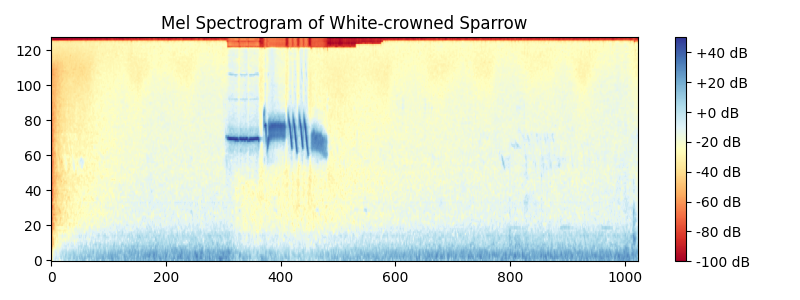 Mel Spectrogram of White-crowned Sparrow
120
100
80
60
40
20
0
0 200 400 600 800 1000
+40 dB
+20 dB
+0 dB
-20 dB
-40 dB
-60 dB
-80 dB
-100 dB